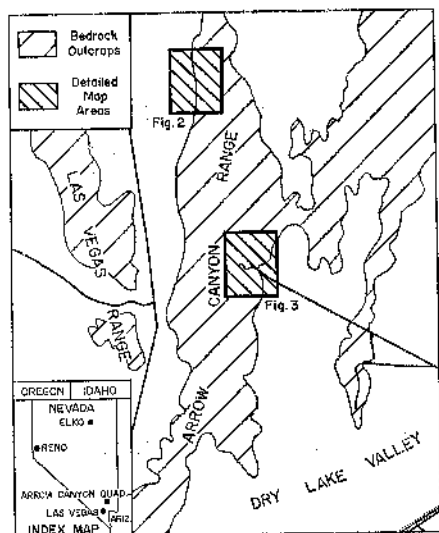 Bedrock
Outcrops
Detailed
Map
Areas
Fig. 2
LAS VEGAS RANGE
ARROW CANYON RANGE
Fig. 3
DRY LAKE VALLEY
OREGON IDAHO
NEVADA
ELKO
RENO
ARROW CANYON QUAD.
LAS VEGAS
ARIZ.
INDEX MAP